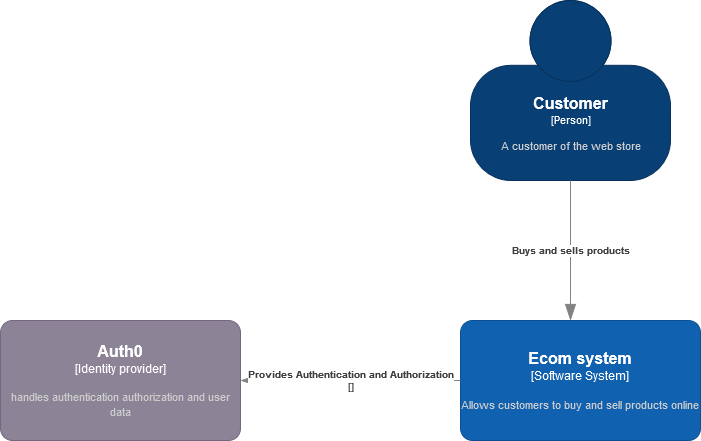 Customer
[Person]
A customer of the web store
Buys and sells products
Auth0
[Identity provider]
handles authentication authorization and user
data
Provides Authentication and Authorization
[]
Ecom system
[Software System]
Allows customers to buy and sell products online